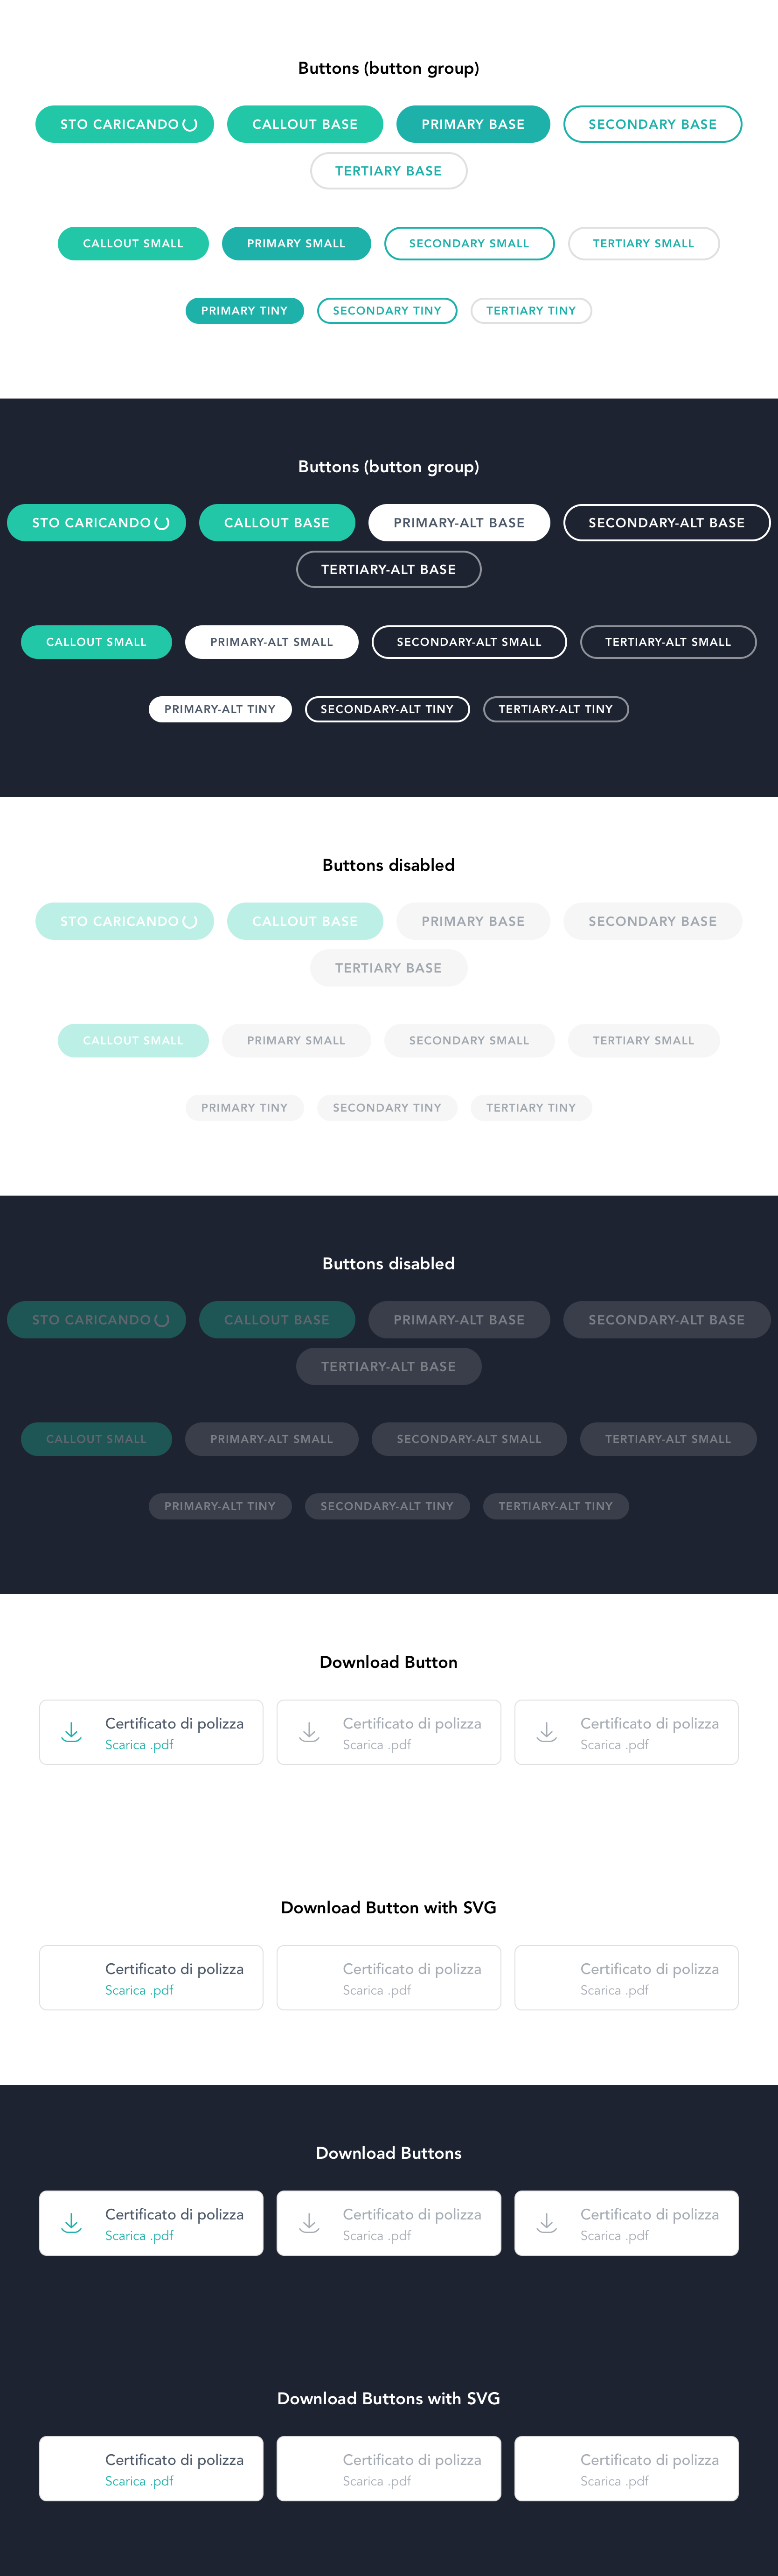 Buttons (button group)
STO CARICANDO CALLOUT BASE PRIMARY BASE SECONDARY BASE
TERTIARY BASE
CALLOUT SMALL PRIMARY SMALL SECONDARY SMALL TERTIARY SMALL
PRIMARY TINY SECONDARY TINY TERTIARY TINY
Buttons (button group)
STO CARICANDO CALLOUT BASE PRIMARY-ALT BASE SECONDARY-ALT BASE
TERTIARY-ALT BASE
CALLOUT SMALL PRIMARY-ALT SMALL SECONDARY-ALT SMALL TERTIARY-ALT SMALL
PRIMARY-ALT TINY SECONDARY-ALT TINY TERTIARY-ALT TINY
Buttons disabled
STO CARICANDO CALLOUT BASE PRIMARY BASE SECONDARY BASE
TERTIARY BASE
CALLOUT SMALL PRIMARY SMALL SECONDARY SMALL TERTIARY SMALL
PRIMARY TINY SECONDARY TINY TERTIARY TINY
Buttons disabled
STO CARICANDO CALLOUT BASE PRIMARY-ALT BASE SECONDARY-ALT BASE
TERTIARY-ALT BASE
CALLOUT SMALL PRIMARY-ALT SMALL SECONDARY-ALT SMALL TERTIARY-ALT SMALL
PRIMARY-ALT TINY SECONDARY-ALT TINY TERTIARY-ALT TINY
Download Button
Certificato di polizza Certificato di polizza Certificato di polizza
Scarica .pdf Scarica .pdf Scarica .pdf
Download Button with SVG
Certificato di polizza Certificato di polizza Certificato di polizza
Scarica .pdf Scarica .pdf Scarica .pdf
Download Buttons
Certificato di polizza Certificato di polizza Certificato di polizza
Scarica .pdf Scarica .pdf Scarica .pdf
Download Buttons with SVG
Certificato di polizza Certificato di polizza Certificato di polizza
Scarica .pdf Scarica .pdf Scarica .pdf